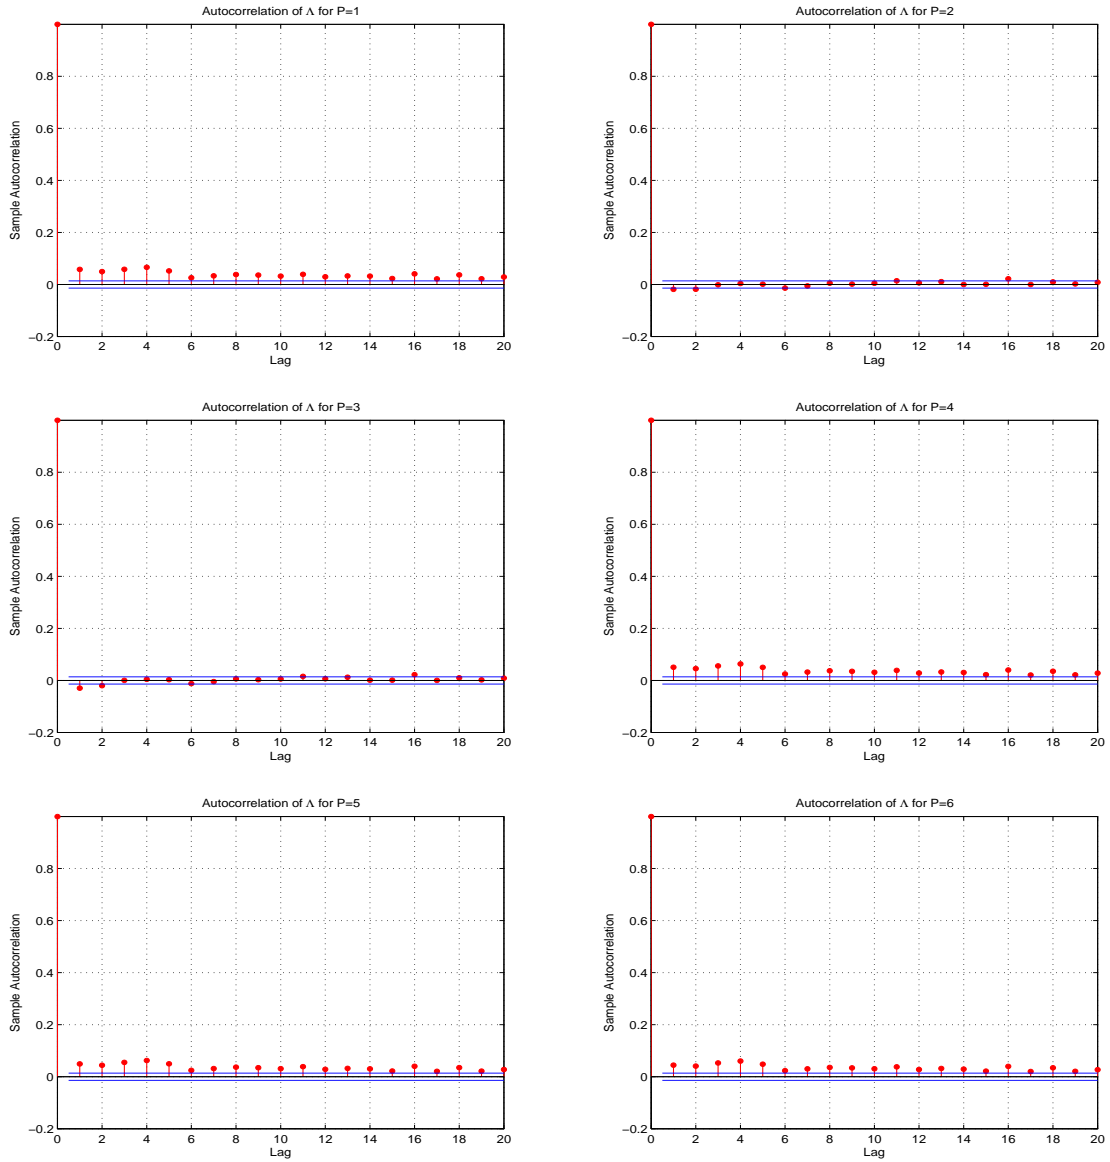 Autocorrelation of Λ for P=1
Sample Autocorrelation
0.8
0.6
0.4
0.2
0
−0.2
0 2 4 6 8 10 12 14 16 18 20
Lag
Autocorrelation of Λ for P=2
Sample Autocorrelation
0.8
0.6
0.4
0.2
0
−0.2
0 2 4 6 8 10 12 14 16 18 20
Lag
Autocorrelation of Λ for P=3
Sample Autocorrelation
0.8
0.6
0.4
0.2
0
−0.2
0 2 4 6 8 10 12 14 16 18 20
Lag
Autocorrelation of Λ for P=4
Sample Autocorrelation
0.8
0.6
0.4
0.2
0
−0.2
0 2 4 6 8 10 12 14 16 18 20
Lag
Autocorrelation of Λ for P=5
Sample Autocorrelation
0.8
0.6
0.4
0.2
0
−0.2
0 2 4 6 8 10 12 14 16 18 20
Lag
Autocorrelation of Λ for P=6
Sample Autocorrelation
0.8
0.6
0.4
0.2
0
−0.2
0 2 4 6 8 10 12 14 16 18 20
Lag